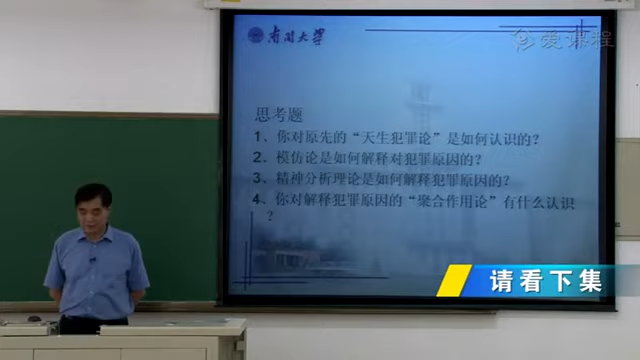 南開大學
爱课程
思考题
1、你对原先的“天生犯罪论”是如何认识的？
2、模仿论是如何解释对犯罪原因的？
3、精神分析理论是如何解释犯罪原因的？
4、你对解释犯罪原因的“聚合作用论”有什么认识
？
请看下集